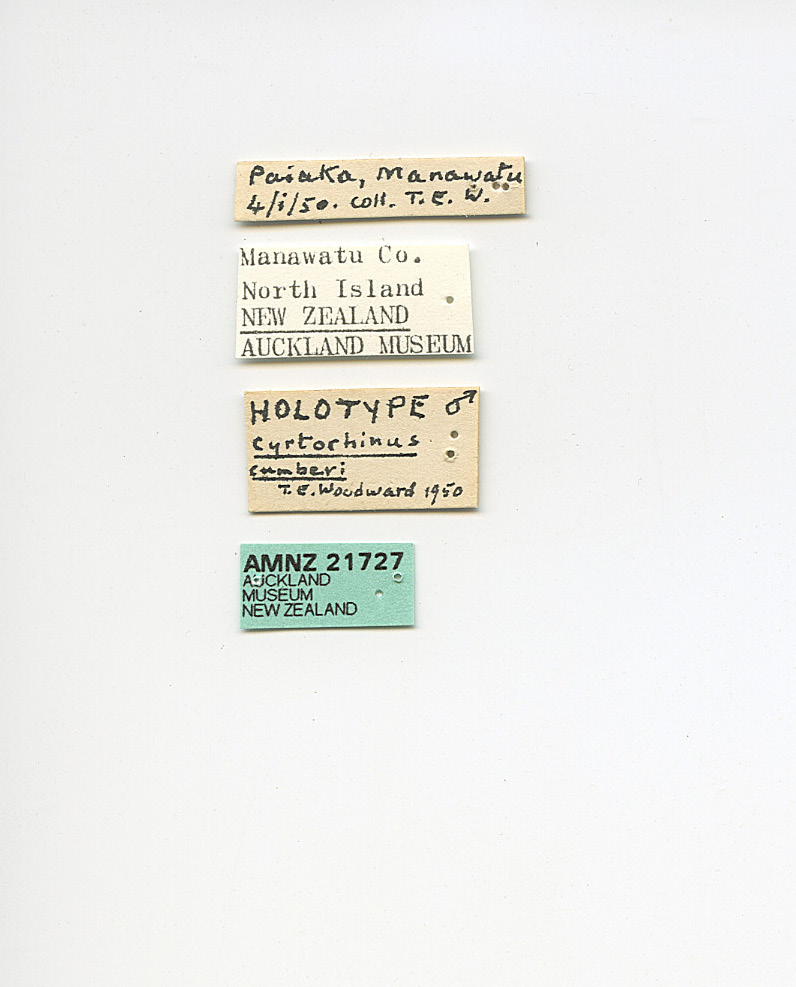 Paiaka, Manawatu
4/i/50. coll. T.E.W.
Manawatu Co.
North Island
NEW ZEALAND
AUCKLAND MUSEUM
HOLOTYPE ♂
Cyrtorhinus
cumberi
T.E. Woodward 1950
AMNZ 21727
AUCKLAND
MUSEUM
NEW ZEALAND